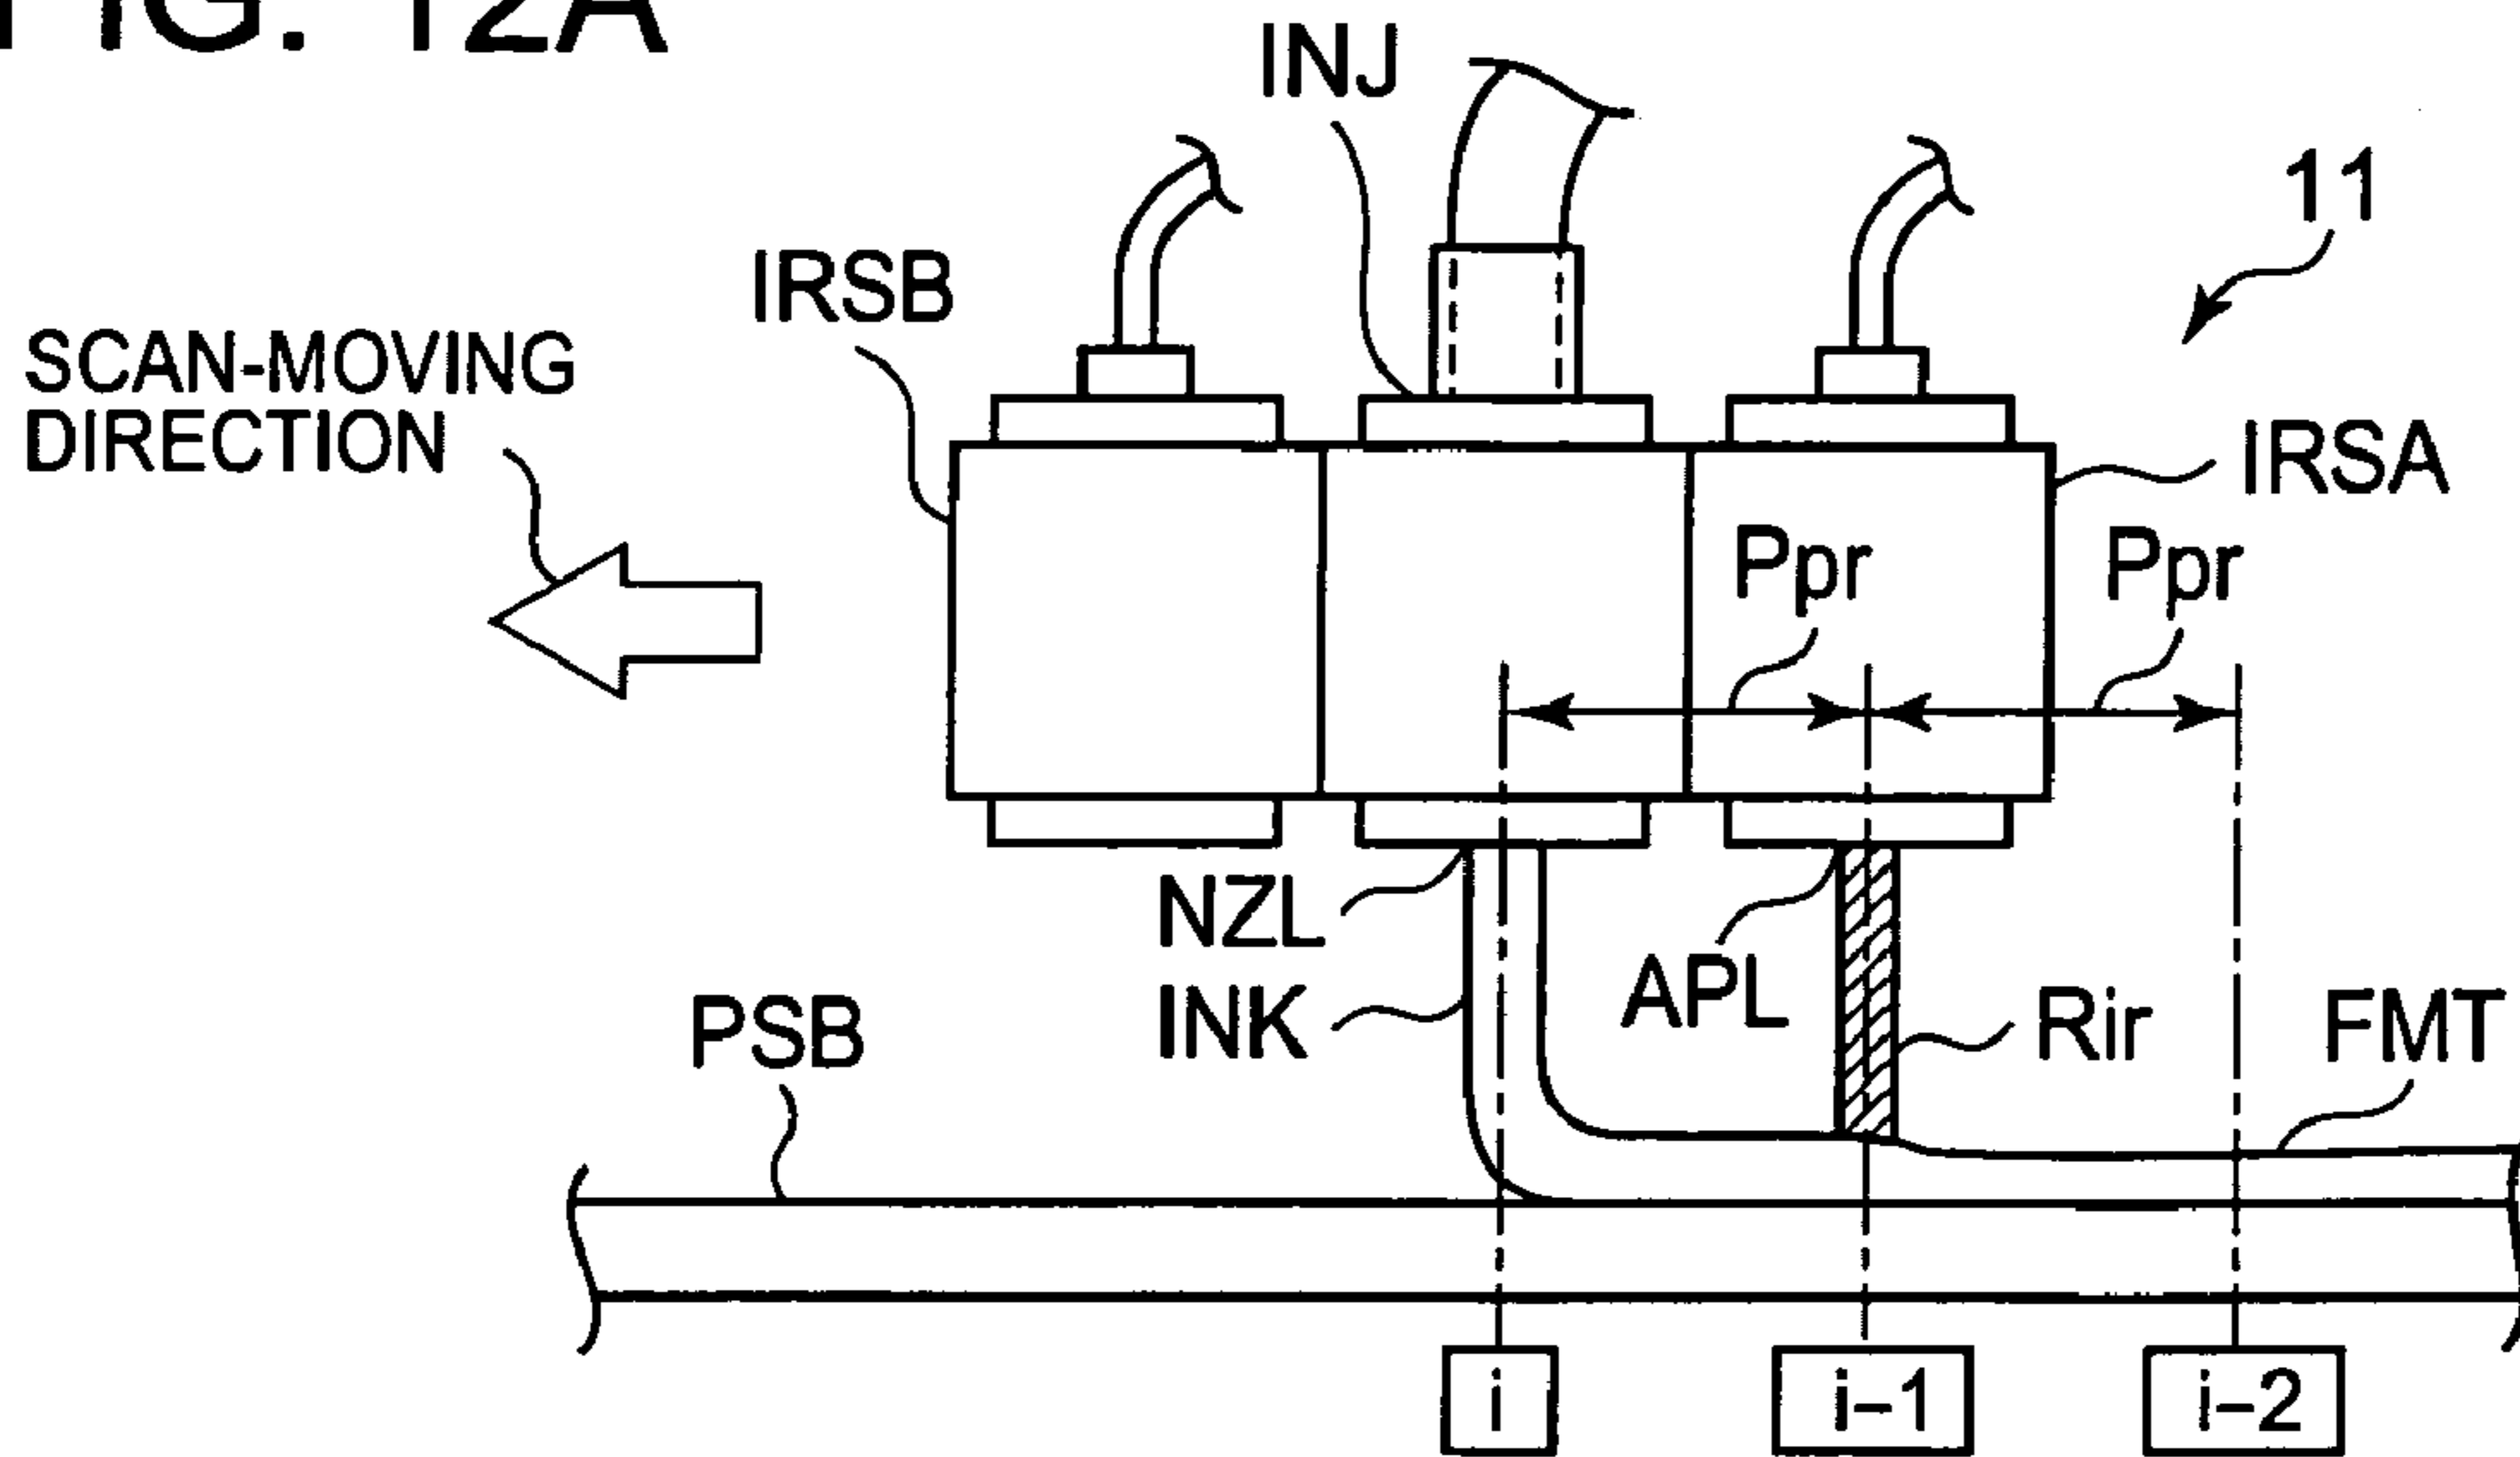 FIG. 12A
INJ
11
IRSB
SCAN-MOVING
DIRECTION
IRSA
Ppr
Ppr
NZL
APL
INK
Rir
FMT
PSB
i
i–1
i–2